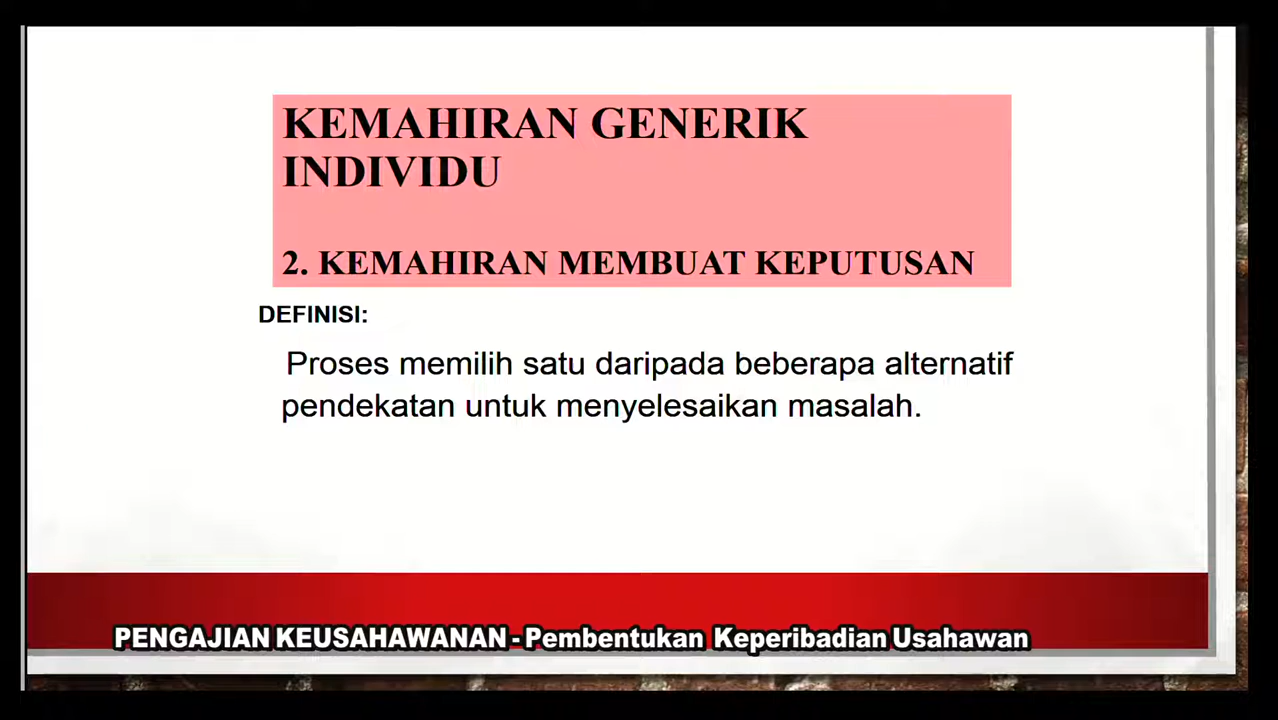 KEMAHIRAN GENERIK
INDIVIDU
2. KEMAHIRAN MEMBUAT KEPUTUSAN
DEFINISI:
Proses memilih satu daripada beberapa alternatif
pendekatan untuk menyelesaikan masalah.
PENGAJIAN KEUSAHAWANAN - Pembentukan Keperibadian Usahawan